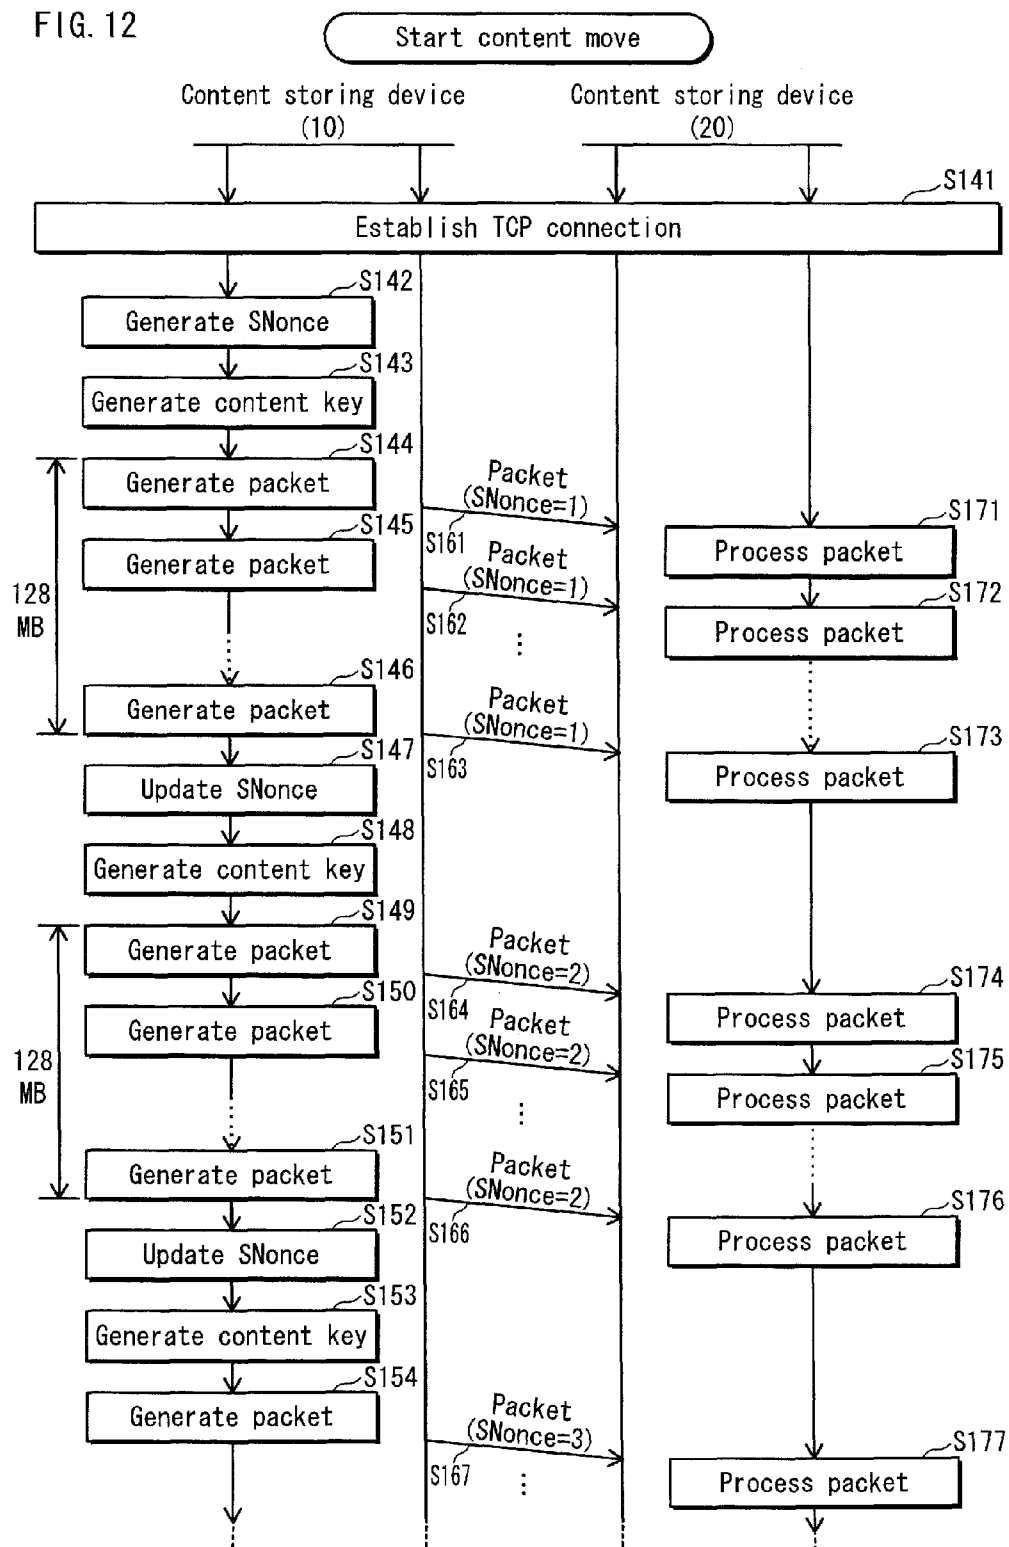 FIG. 12
Start content move
Content storing device
(10)
Content storing device
(20)
S141
Establish TCP connection
S142
Generate SNonce
S143
Generate content key
S144
Generate packet
Packet
(SNonce=1)
S161
S145
Generate packet
S171
Process packet
Packet
(SNonce=1)
S162
⋮
S172
Process packet
128
MB
S146
Generate packet
Packet
(SNonce=1)
S163
S147
Update SNonce
S173
Process packet
S148
Generate content key
S149
Generate packet
Packet
(SNonce=2)
S164
S150
Generate packet
S174
Process packet
Packet
(SNonce=2)
S165
⋮
S175
Process packet
128
MB
S151
Generate packet
Packet
(SNonce=2)
S166
S152
Update SNonce
S176
Process packet
S153
Generate content key
S154
Generate packet
Packet
(SNonce=3)
S167
⋮
S177
Process packet